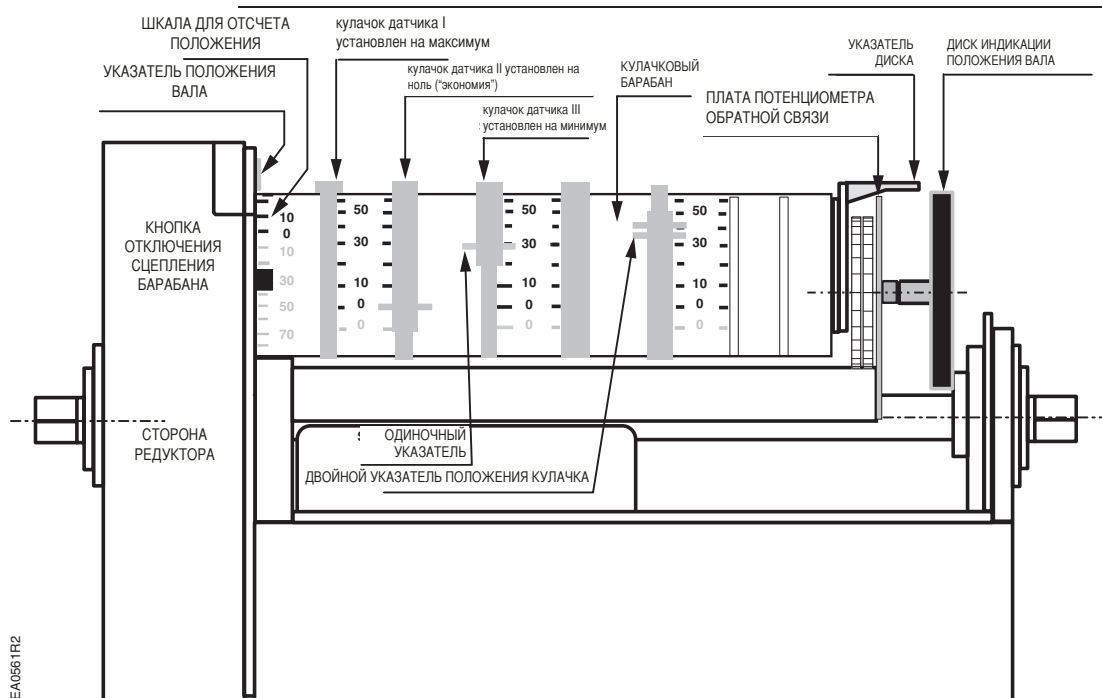 ШКАЛА ДЛЯ ОТСЧЕТА
ПОЛОЖЕНИЯ
УКАЗАТЕЛЬ ПОЛОЖЕНИЯ
ВАЛА
кулачок датчика I
установлен на максимум
кулачок датчика II установлен на
ноль (“экономия”)
кулачок датчика III
установлен на минимум
КУЛАЧКОВЫЙ
БАРАБАН
ПЛАТА ПОТЕНЦИОМЕТРА
ОБРАТНОЙ СВЯЗИ
УКАЗАТЕЛЬ
ДИСКА
ДИСК ИНДИКАЦИИ
ПОЛОЖЕНИЯ ВАЛА
КНОПКА
ОТКЛЮЧЕНИЯ
СЦЕПЛЕНИЯ
БАРАБАНА
10
0
10
30
50
70
50
30
10
0
0
50
30
10
0
0
50
30
10
0
0
СТОРОНА
РЕДУКТОРА
ОДИНОЧНЫЙ
УКАЗАТЕЛЬ
ДВОЙНОЙ УКАЗАТЕЛЬ ПОЛОЖЕНИЯ КУЛАЧКА
EA0561R2